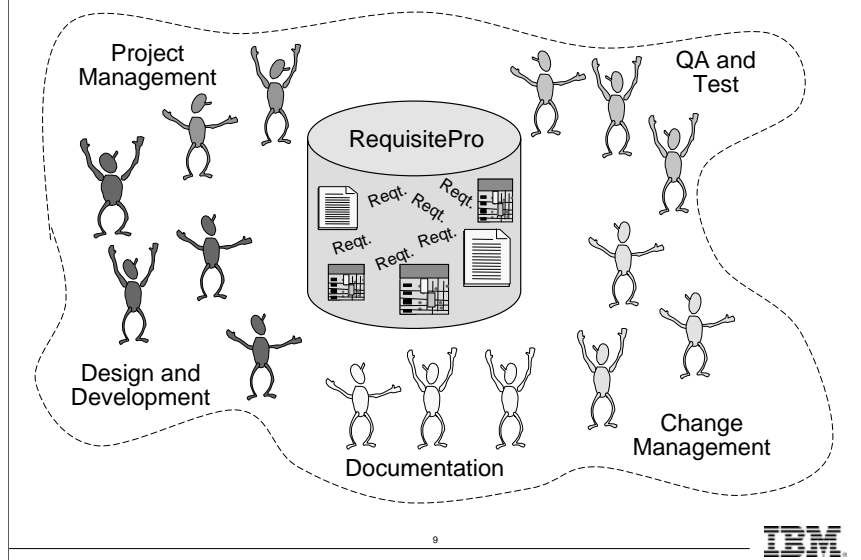 Project
Management
QA and
Test
RequisitePro
Reqt.
Reqt.
Reqt.
Reqt.
Reqt.
Reqt.
Design and
Development
Change
Management
Documentation
9
IBM